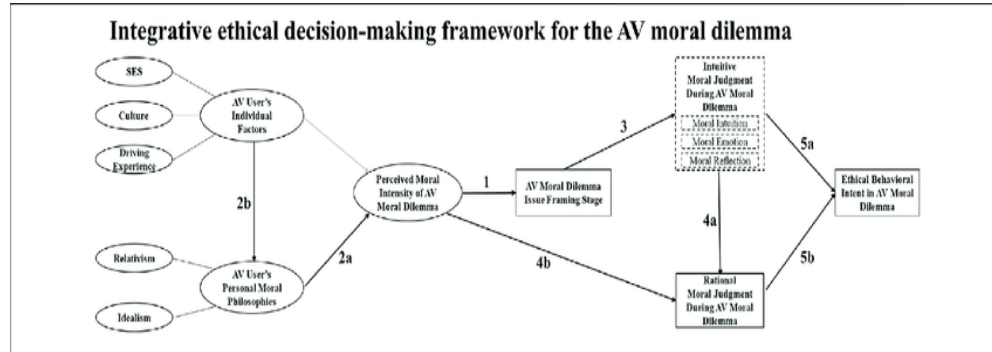 Integrative ethical decision-making framework for the AV moral dilemma
SES
Culture
Driving
Experience
AV User's
Individual
Factors
2b
Relativism
Idealism
AV User's
Personal Moral
Philosophies
2a
Perceived Moral
Intensity of AV
Moral Dilemma
1
AV Moral Dilemma
Issue Framing Stage
3
4b
Intuitive
Moral Judgment
During AV Moral
Dilemma
Moral Intuition
Moral Emotion
Moral Reflection
4a
Rational
Moral Judgment
During AV Moral
Dilemma
5a
5b
Ethical Behavioral
Intent in AV Moral
Dilemma